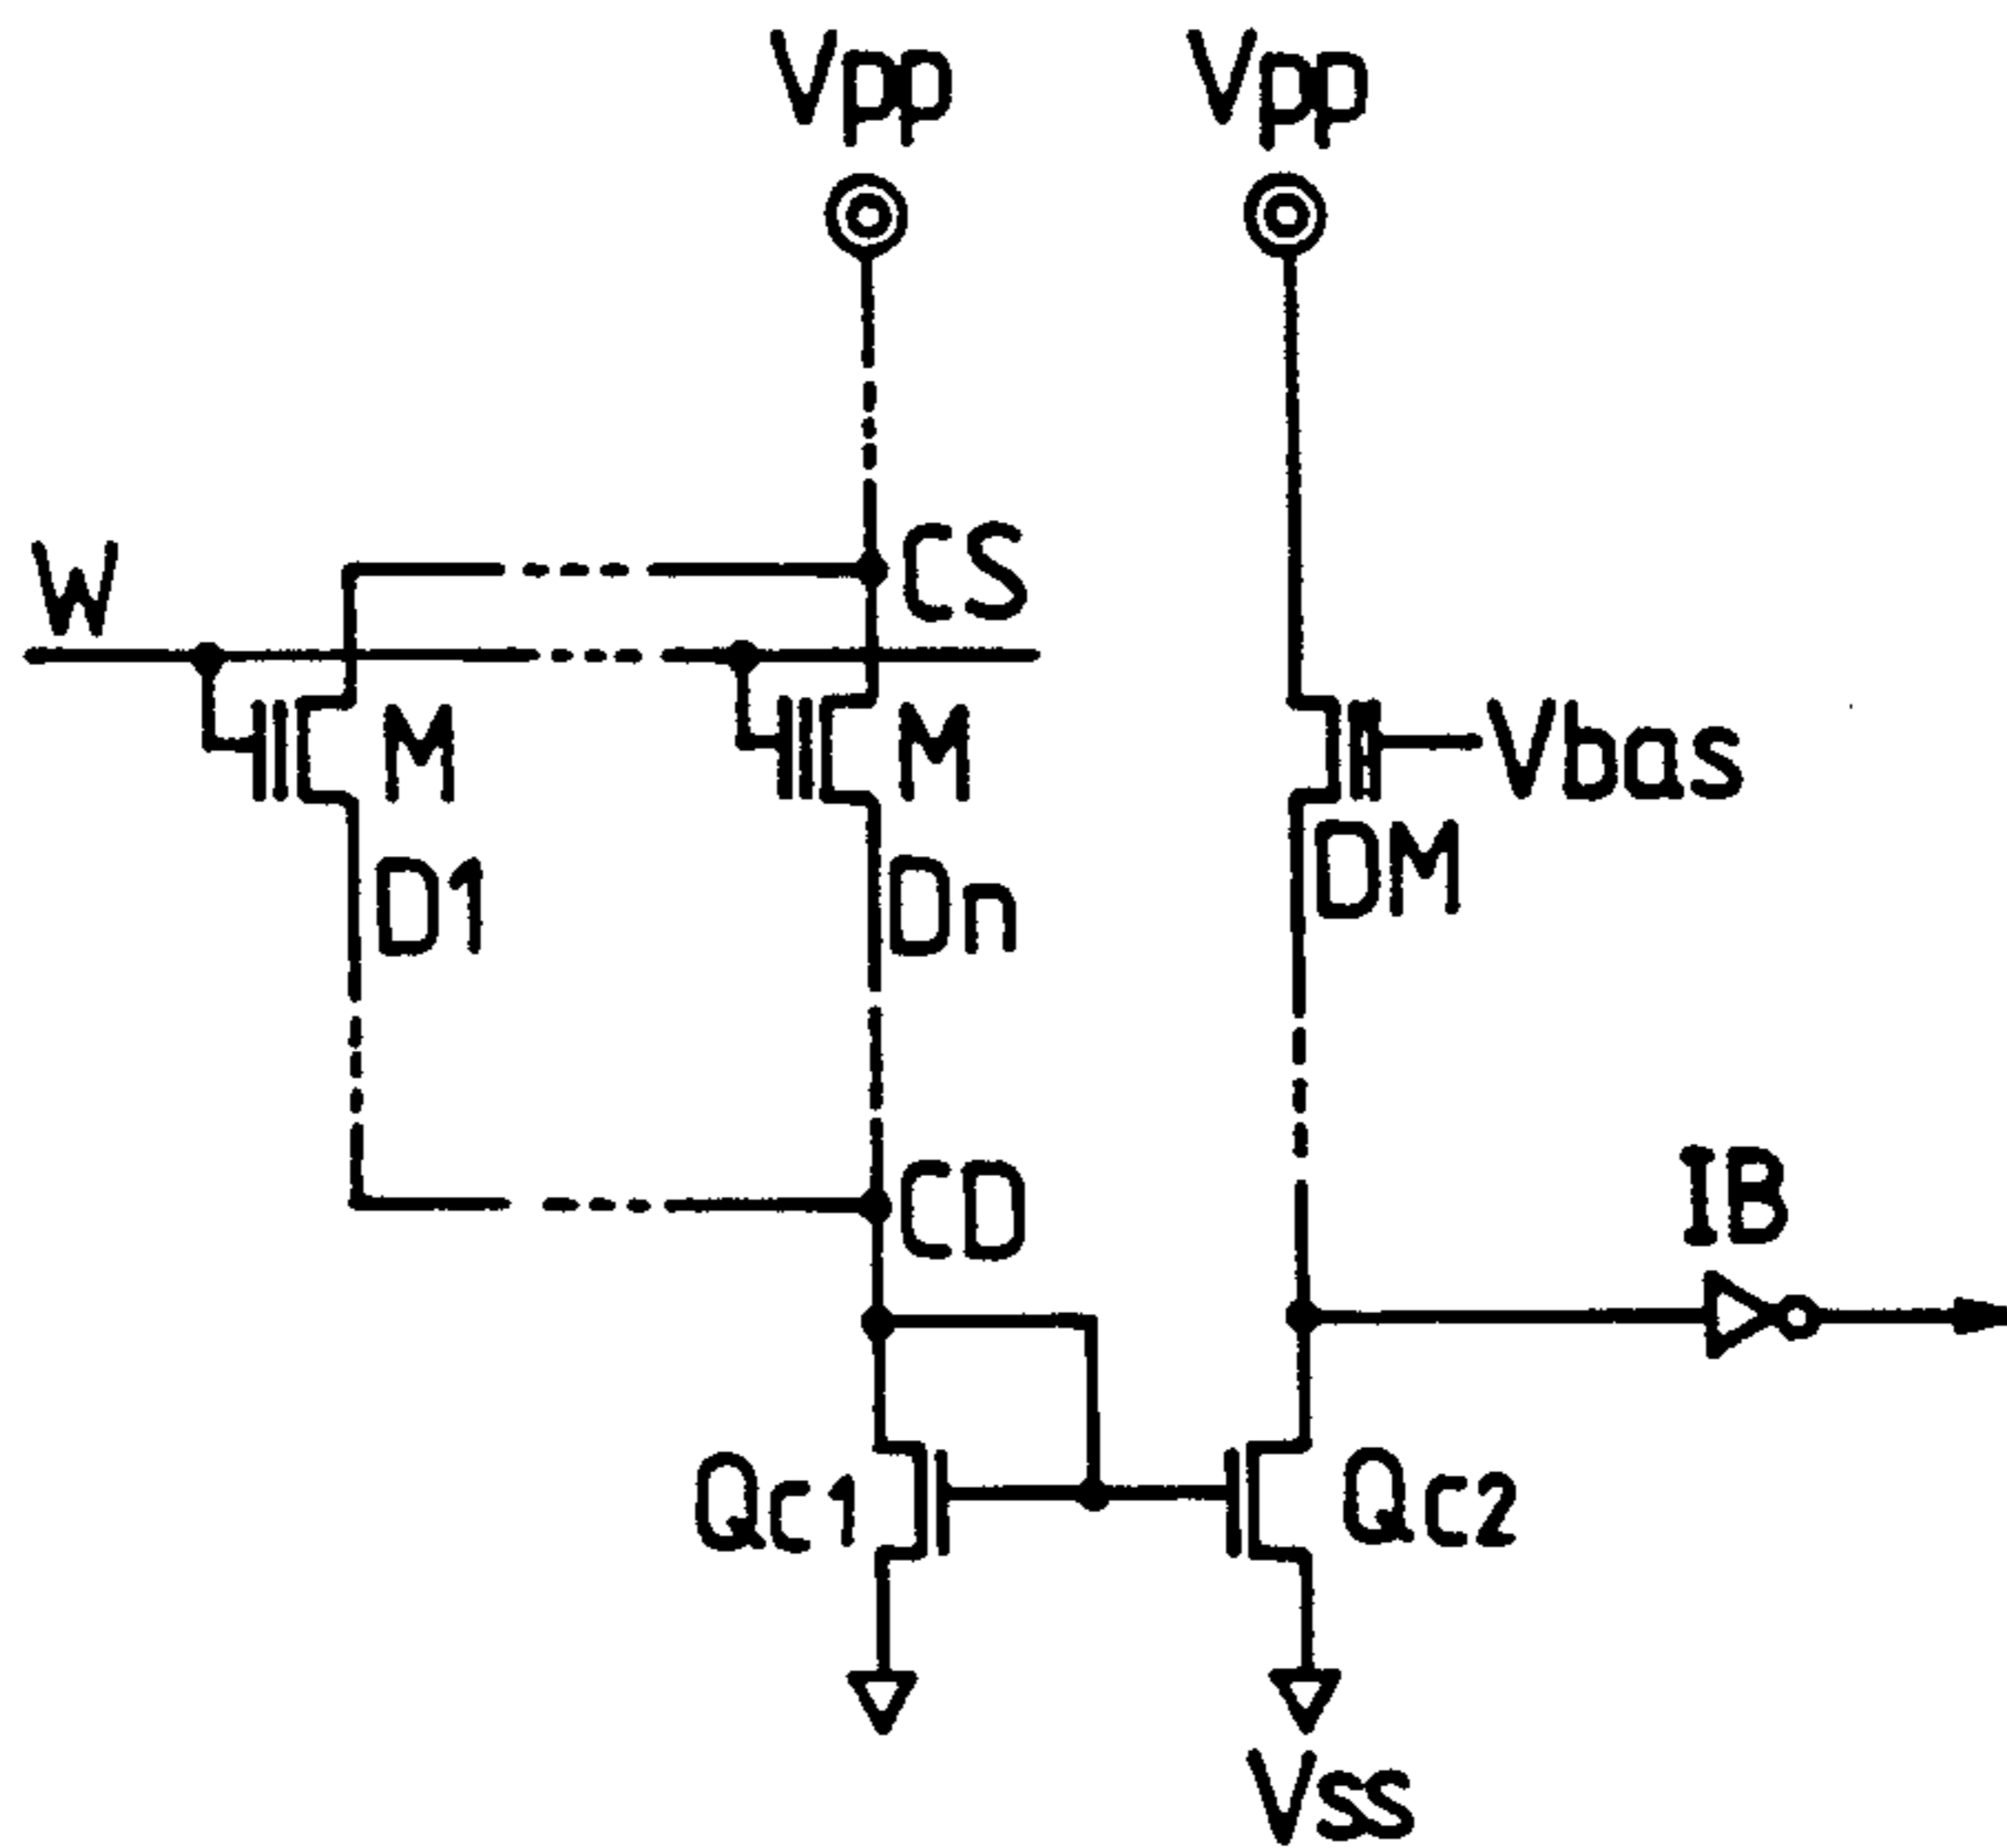 Vpp Vpp
CS
W
M M Vbas
DM
D1 Dn
IB
CD
Qc1 Qc2
Vss